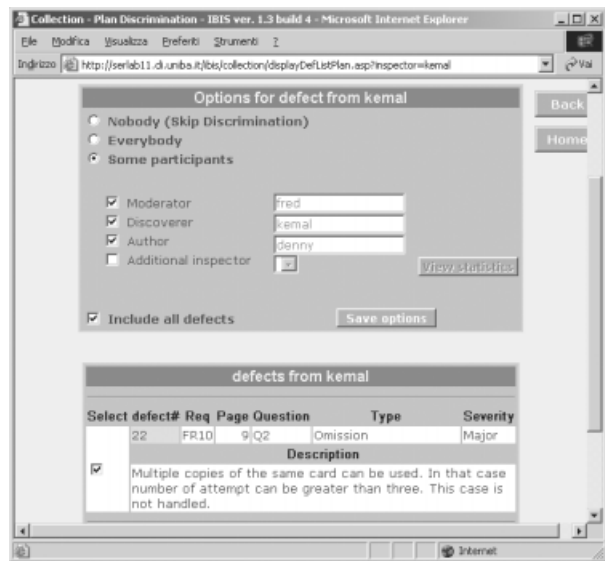 Collection - Plan Discrimination - IBIS ver. 1.3 build 4 - Microsoft Internet Explorer
File Modifica Visualizza Preferiti Strumenti ?
Indirizzo http://serlab11.di.uniba.it/ibis/collection/displayDefListPlan.asp?inspector=kemal Vai
Options for defect from kemal
Back
Nobody (Skip Discrimination)
Everybody
Home
Some participants
Moderator fred
Discoverer kemal
Author denny
Additional inspector
View statistics
Include all defects Save options
defects from kemal
Select defect# Req Page Question Type Severity
22 FR10 9 Q2 Omission Major
Description
Multiple copies of the same card can be used. In that case
number of attempt can be greater than three. This case is
not handled.
Internet